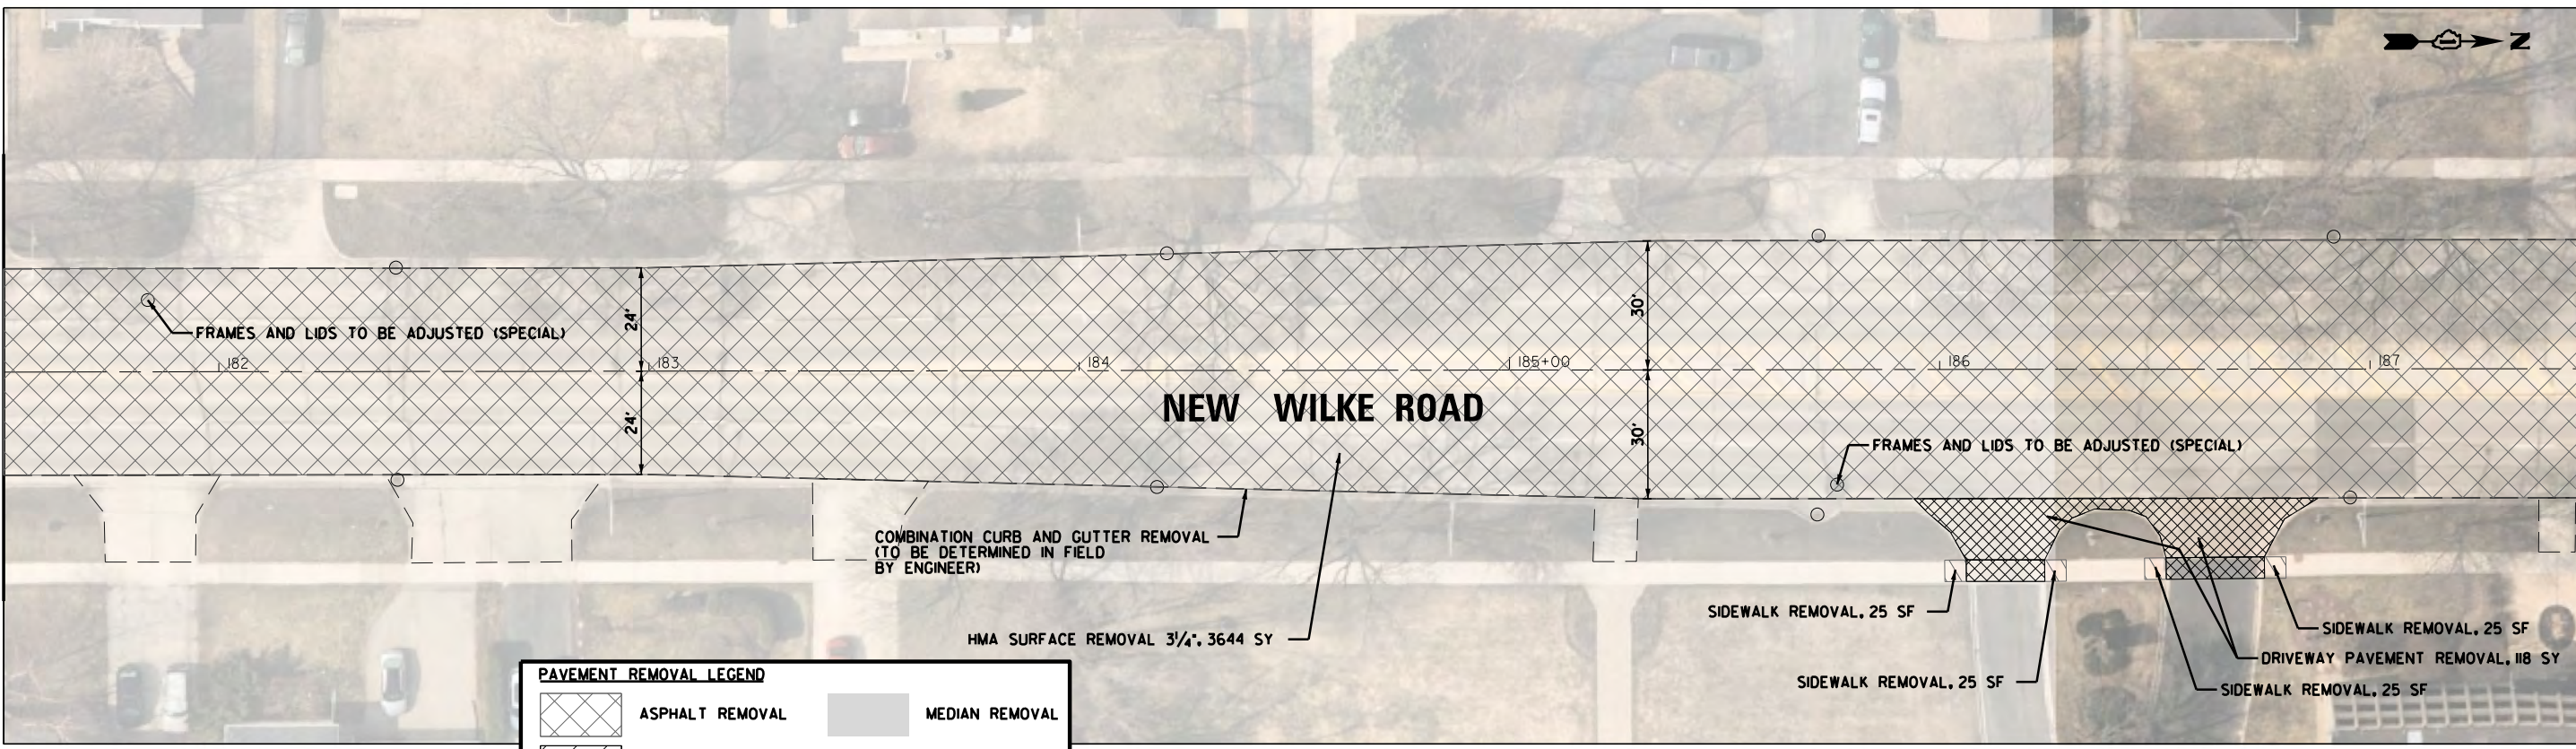 N
FRAMES AND LIDS TO BE ADJUSTED (SPECIAL)
24'
30'
182
183
184
185+00
186
187
NEW WILKE ROAD
24'
30'
FRAMES AND LIDS TO BE ADJUSTED (SPECIAL)
COMBINATION CURB AND GUTTER REMOVAL
(TO BE DETERMINED IN FIELD
BY ENGINEER)
HMA SURFACE REMOVAL 3¼", 3644 SY
SIDEWALK REMOVAL, 25 SF
SIDEWALK REMOVAL, 25 SF
SIDEWALK REMOVAL, 25 SF
DRIVEWAY PAVEMENT REMOVAL, 118 SY
SIDEWALK REMOVAL, 25 SF
PAVEMENT REMOVAL LEGEND
ASPHALT REMOVAL
MEDIAN REMOVAL